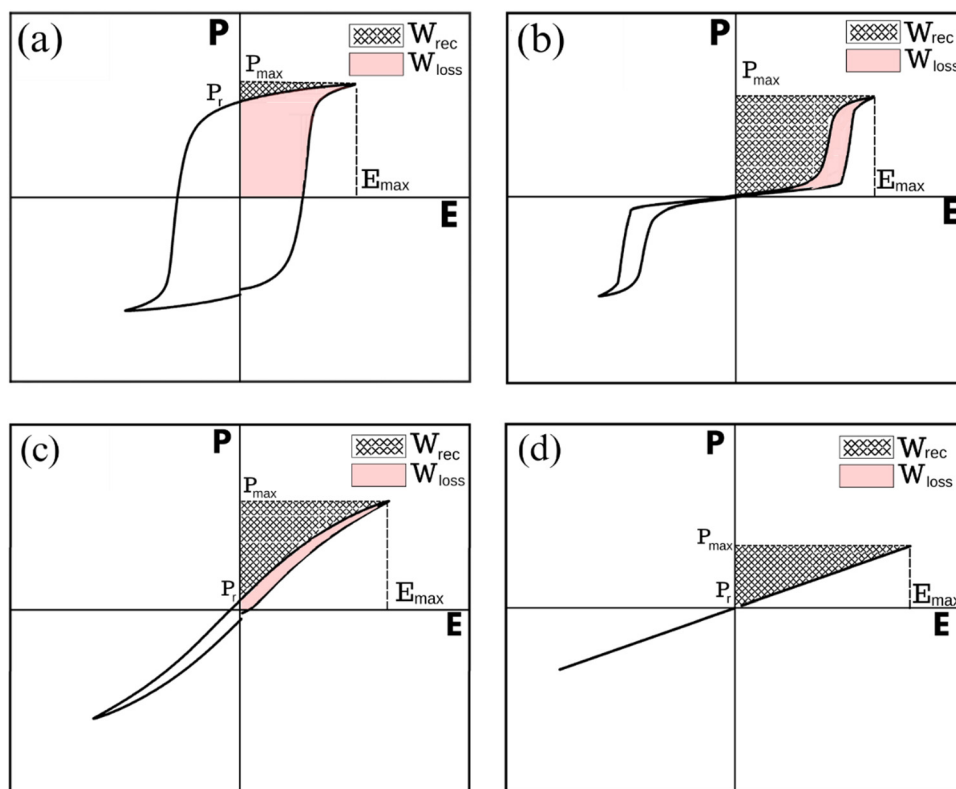 (a)
P
W_rec
W_loss
P_max
P_r
E_max
E
(b)
P
W_rec
W_loss
P_max
E_max
E
(c)
P
W_rec
W_loss
P_max
P_r
E_max
E
(d)
P
W_rec
W_loss
P_max
P_r
E_max
E